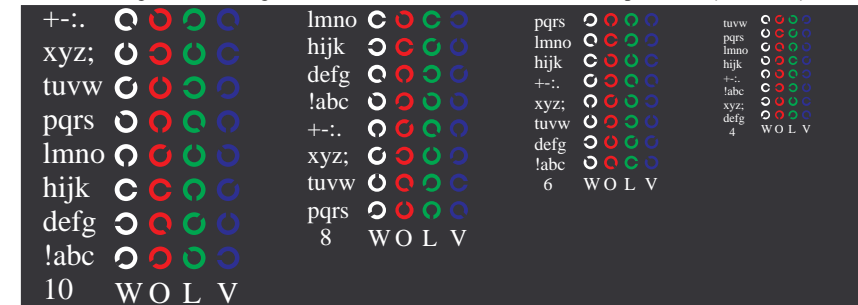 +-:.
xyz;
tuvw
pqrs
lmno
hijk
defg
!abc
10 W O L V
lmno
hijk
defg
!abc
+-:.
xyz;
tuvw
pqrs
8 W O L V
pqrs
lmno
hijk
+-:.
xyz;
tuvw
defg
!abc
6 W O L V
tuvw
pqrs
lmno
hijk
+-:.
!abc
xyz;
defg
4 W O L V